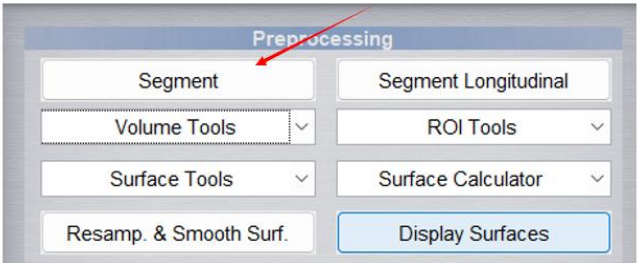 Preprocessing
Segment
Segment Longitudinal
Volume Tools
ROI Tools
Surface Tools
Surface Calculator
Resamp. & Smooth Surf.
Display Surfaces